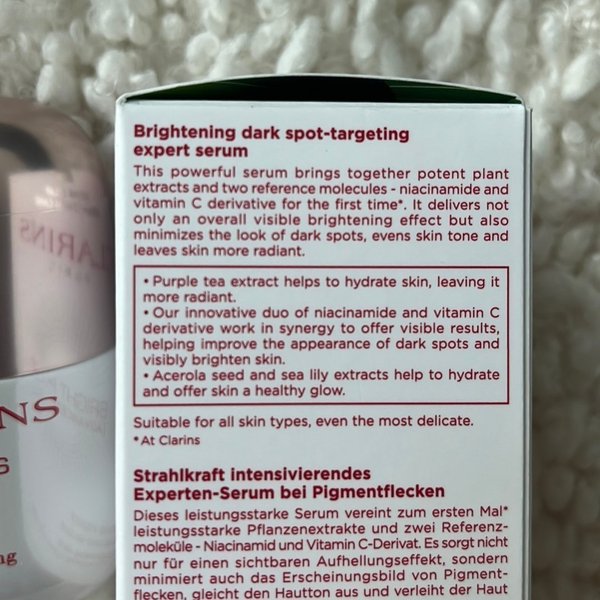 Brightening dark spot-targeting
expert serum
This powerful serum brings together potent plant
extracts and two reference molecules - niacinamide and
vitamin C derivative for the first time*. It delivers not
only an overall visible brightening effect but also
minimizes the look of dark spots, evens skin tone and
leaves skin more radiant.
• Purple tea extract helps to hydrate skin, leaving it
more radiant.
• Our innovative duo of niacinamide and vitamin C
derivative work in synergy to offer visible results,
helping improve the appearance of dark spots and
visibly brighten skin.
• Acerola seed and sea lily extracts help to hydrate
and offer skin a healthy glow.
Suitable for all skin types, even the most delicate.
*At Clarins
Strahlkraft intensivierendes
Experten-Serum bei Pigmentflecken
Dieses leistungsstarke Serum vereint zum ersten Mal*
leistungsstarke Pflanzenextrakte und zwei Referenz-
moleküle - Niacinamid und Vitamin C-Derivat. Es sorgt nicht
nur für einen sichtbaren Aufhellungseffekt, sondern
minimiert auch das Erscheinungsbild von Pigment-
flecken, gleicht den Hautton aus und verleiht der Haut